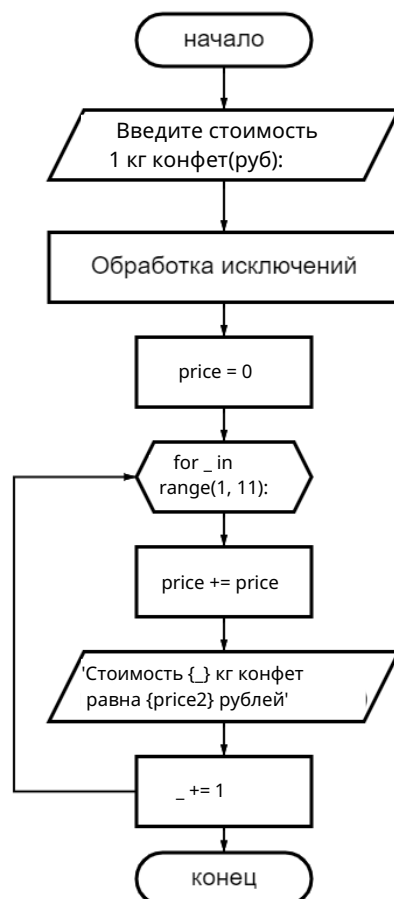 начало
Введите стоимость
1 кг конфет(руб):
Обработка исключений
price = 0
for _ in
range(1, 11):
price += price
'Стоимость {_} кг конфет
равна {price2} рублей' )
_ += 1
конец